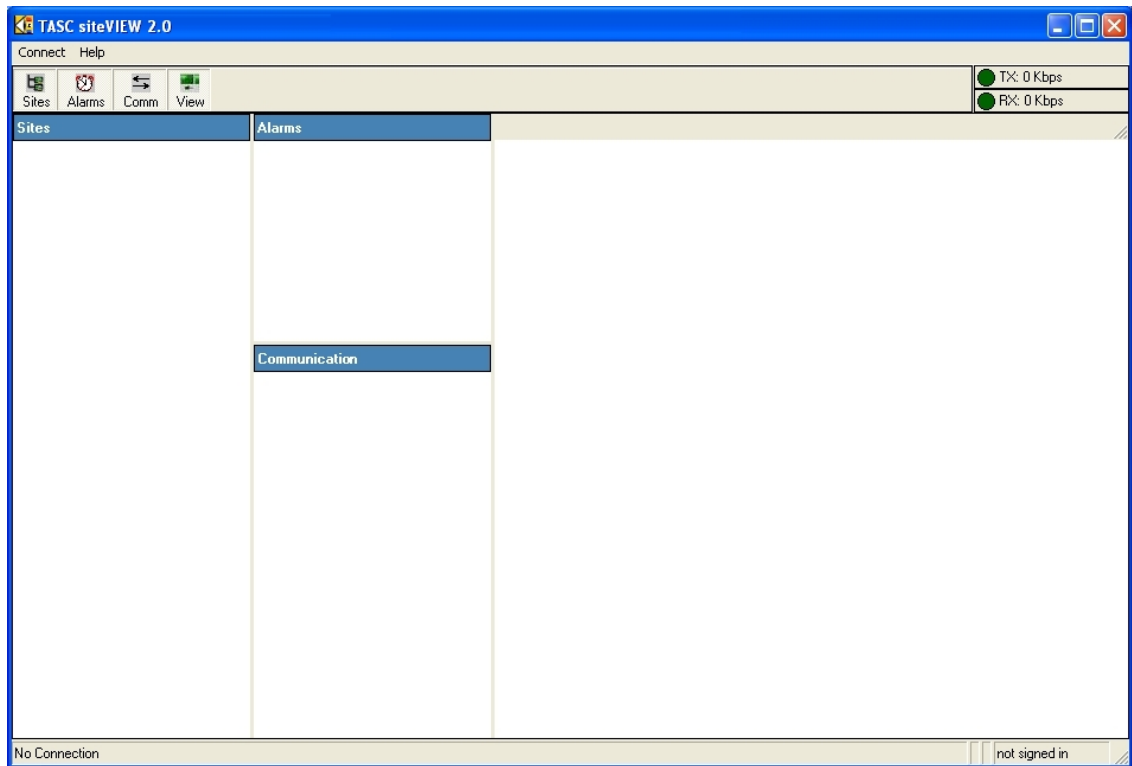 TASC siteVIEW 2.0
Connect Help
Sites Alarms Comm View
TX: 0 Kbps
RX: 0 Kbps
Sites
Alarms
Communication
No Connection
not signed in